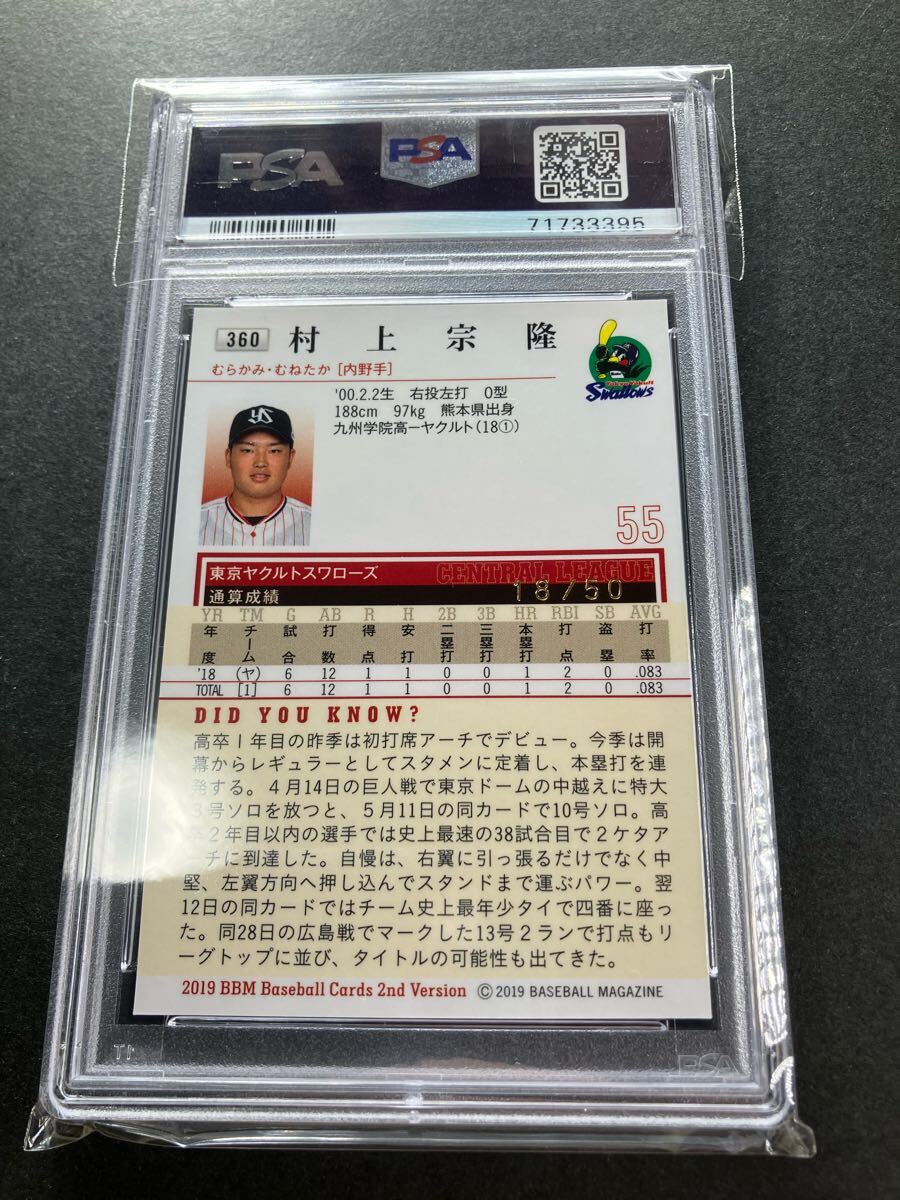 PSA
PSA
71733395
360 村上宗隆
むらかみ・むねたか [内野手]
Tokyo Yakult
Swallows
'00.2.2生 右投左打 O型
188cm 97kg 熊本県出身
九州学院高ーヤクルト(18①)
55
東京ヤクルトスワローズ CENTRAL LEAGUE
通算成績 18/50
YR TM G AB R H 2B 3B HR RBI SB AVG
年度 チーム 試合 打数 得点 安打 二塁打 三塁打 本塁打 打点 盗塁 打率
'18 (ヤ) 6 12 1 1 0 0 1 2 0 .083
TOTAL [1] 6 12 1 1 0 0 1 2 0 .083
DID YOU KNOW?
高卒1年目の昨季は初打席アーチでデビュー。今季は開
幕からレギュラーとしてスタメンに定着し、本塁打を連
発する。4月14日の巨人戦で東京ドームの中越えに特大
3号ソロを放つと、5月11日の同カードで10号ソロ。高
卒2年目以内の選手では史上最速の38試合目で2ケタア
ーチに到達した。自慢は、右翼に引っ張るだけでなく中
堅、左翼方向へ押し込んでスタンドまで運ぶパワー。翌
12日の同カードではチーム史上最年少タイで四番に座っ
た。同28日の広島戦でマークした13号2ランで打点もリ
ーグトップに並び、タイトルの可能性も出てきた。
2019 BBM Baseball Cards 2nd Version ©2019 BASEBALL MAGAZINE
PSA